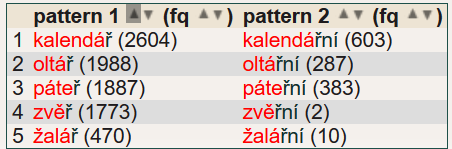 pattern 1 ▲▼ (fq ▲▼) pattern 2 ▲▼ (fq ▲▼)
1 kalendář (2604) kalendářní (603)
2 oltář (1988) oltářní (287)
3 páteř (1887) páteřní (383)
4 zvěř (1773) zvěřní (2)
5 žalář (470) žalářní (10)